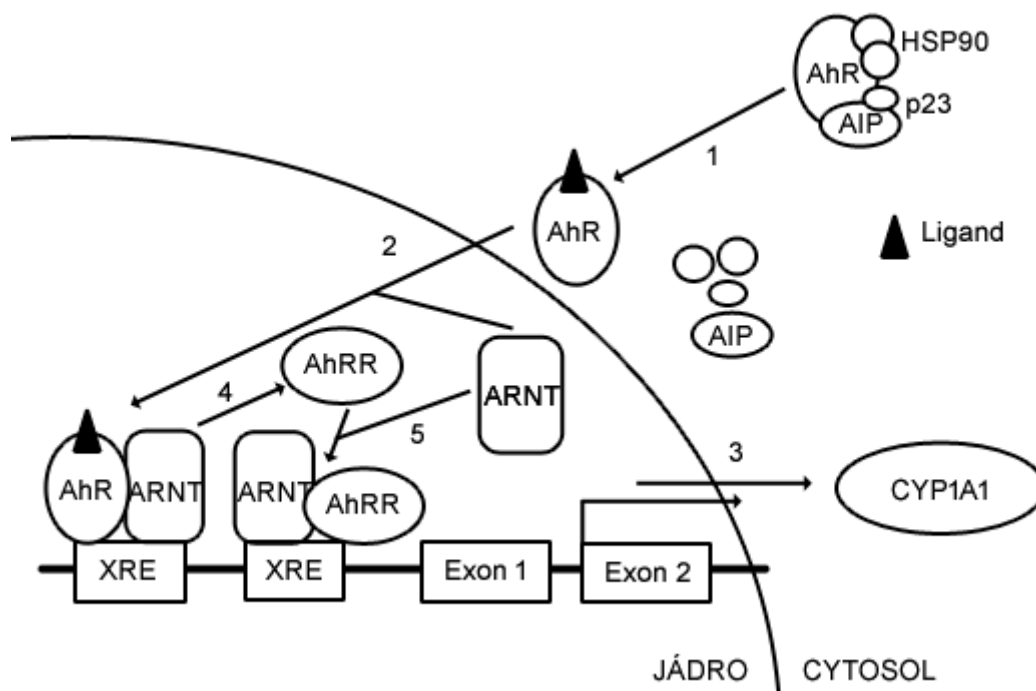 HSP90
AhR
p23
AIP
1
Ligand
AhR
2
AIP
AhRR
4
ARNT
5
3
AhR
ARNT
ARNT
AhRR
CYP1A1
XRE
XRE
Exon 1
Exon 2
JÁDRO
CYTOSOL